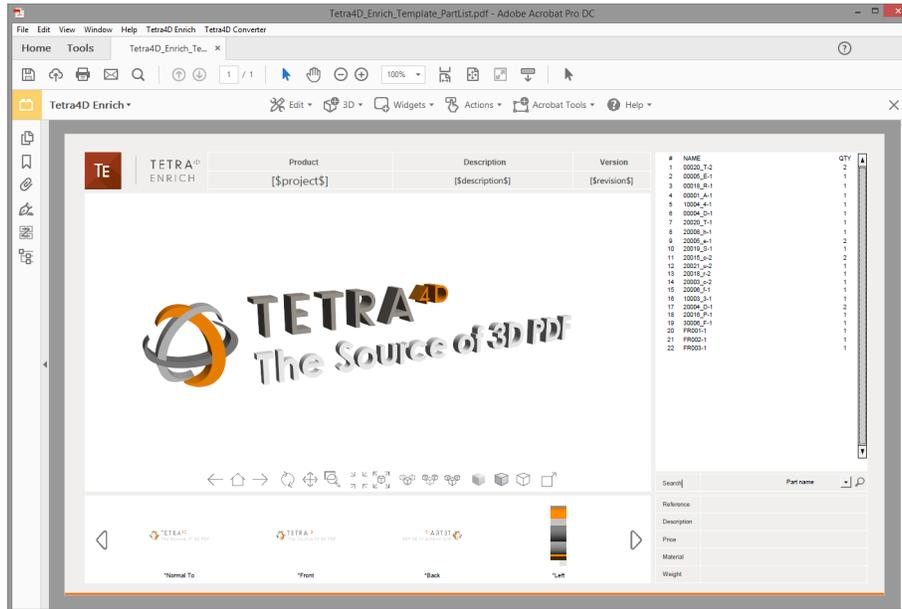 Tetra4D_Enrich_Template_PartList.pdf - Adobe Acrobat Pro DC
File Edit View Window Help Tetra4D Enrich Tetra4D Converter
Home Tools Tetra4D_Enrich_Te... × ?
1 / 1 100%
Tetra4D Enrich Edit 3D Widgets Actions Acrobat Tools Help
TE TETRA4D ENRICH
Product Description Version
[$project$] [$description$] [$revision$]
# NAME QTY
1 00020_T-2 2
2 00005_E-1 1
3 00018_R-1 1
4 00001_A-1 1
5 10004_4-1 1
6 00004_D-1 1
7 20020_T-1 1
8 20008_h-1 1
9 20005_e-1 2
10 20019_S-1 1
11 20015_o-2 2
12 20021_u-2 1
13 20018_r-2 1
14 20003_c-2 1
15 20006_f-1 1
16 10003_3-1 1
17 20004_D-1 2
18 20016_P-1 1
19 30006_F-1 1
20 FR001-1 1
21 FR002-1 1
22 FR003-1 1
TETRA4D
The Source of 3D PDF
Search Part name
Reference
Description
Price
Material
Weight
*Normal To *Front *Back *Left